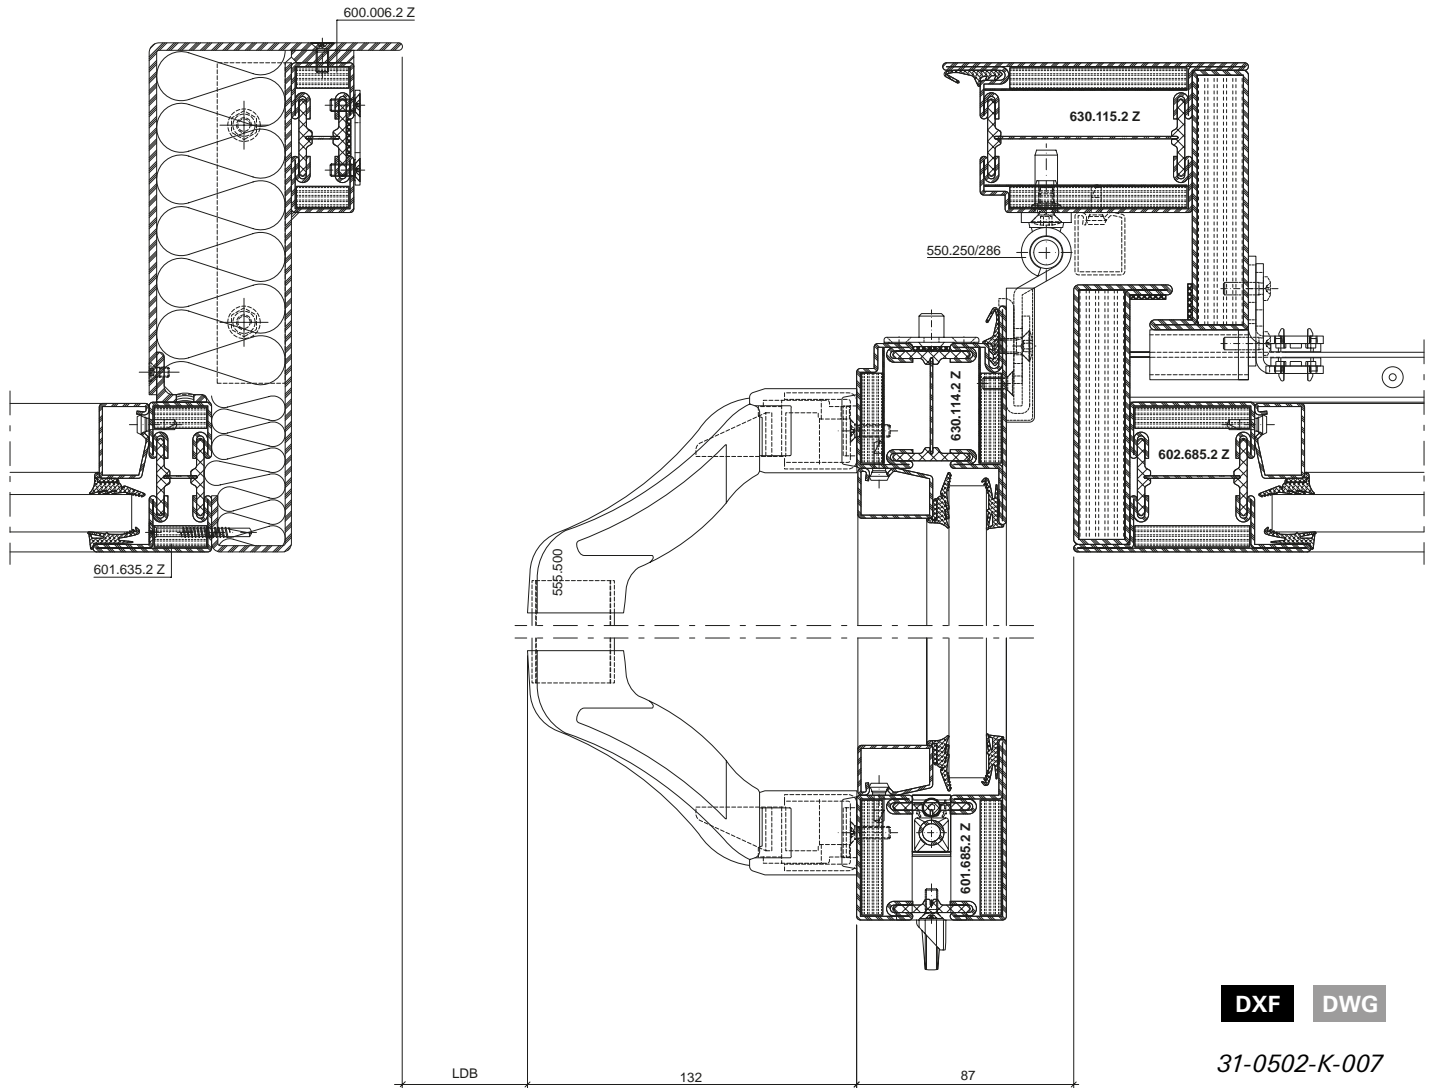 600.006.2 Z
630.115.2 Z
550.250/286
630.114.2 Z
602.685.2 Z
601.635.2 Z
555.500
601.685.2 Z
DXF DWG
31-0502-K-007
LDB 132 87